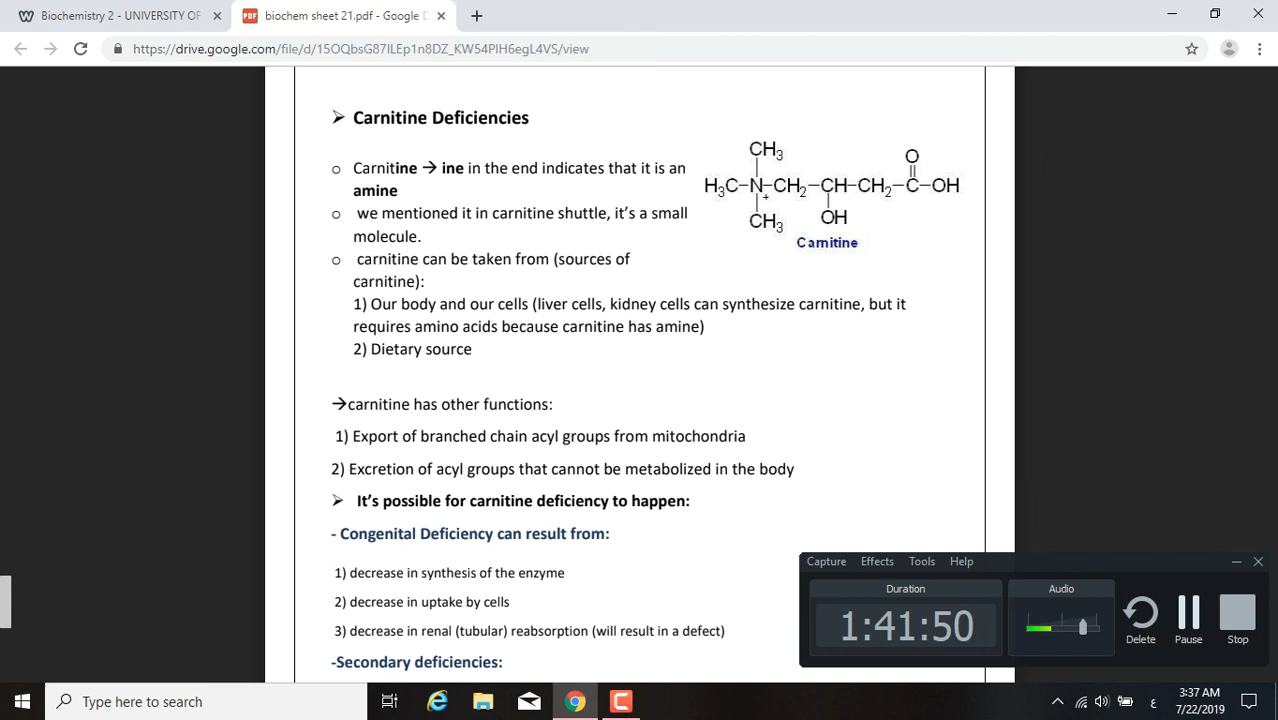 Biochemistry 2 - UNIVERSITY OF
biochem sheet 21.pdf - Google D
https://drive.google.com/file/d/15OQbsG87ILEp1n8DZ_KW54PlH6egL4VS/view
➢ Carnitine Deficiencies
o Carnitine → ine in the end indicates that it is an
amine
o we mentioned it in carnitine shuttle, it’s a small
molecule.
o carnitine can be taken from (sources of
carnitine):
1) Our body and our cells (liver cells, kidney cells can synthesize carnitine, but it
requires amino acids because carnitine has amine)
2) Dietary source
CH3
O
H3C-N-CH2-CH-CH2-C-OH
+
CH3 OH
Carnitine
→carnitine has other functions:
1) Export of branched chain acyl groups from mitochondria
2) Excretion of acyl groups that cannot be metabolized in the body
➢ It’s possible for carnitine deficiency to happen:
- Congenital Deficiency can result from:
1) decrease in synthesis of the enzyme
2) decrease in uptake by cells
3) decrease in renal (tubular) reabsorption (will result in a defect)
-Secondary deficiencies:
Capture Effects Tools Help
Duration Audio
1:41:50
Delete Pause Stop
Type here to search
ع
3:37 AM
7/22/2019